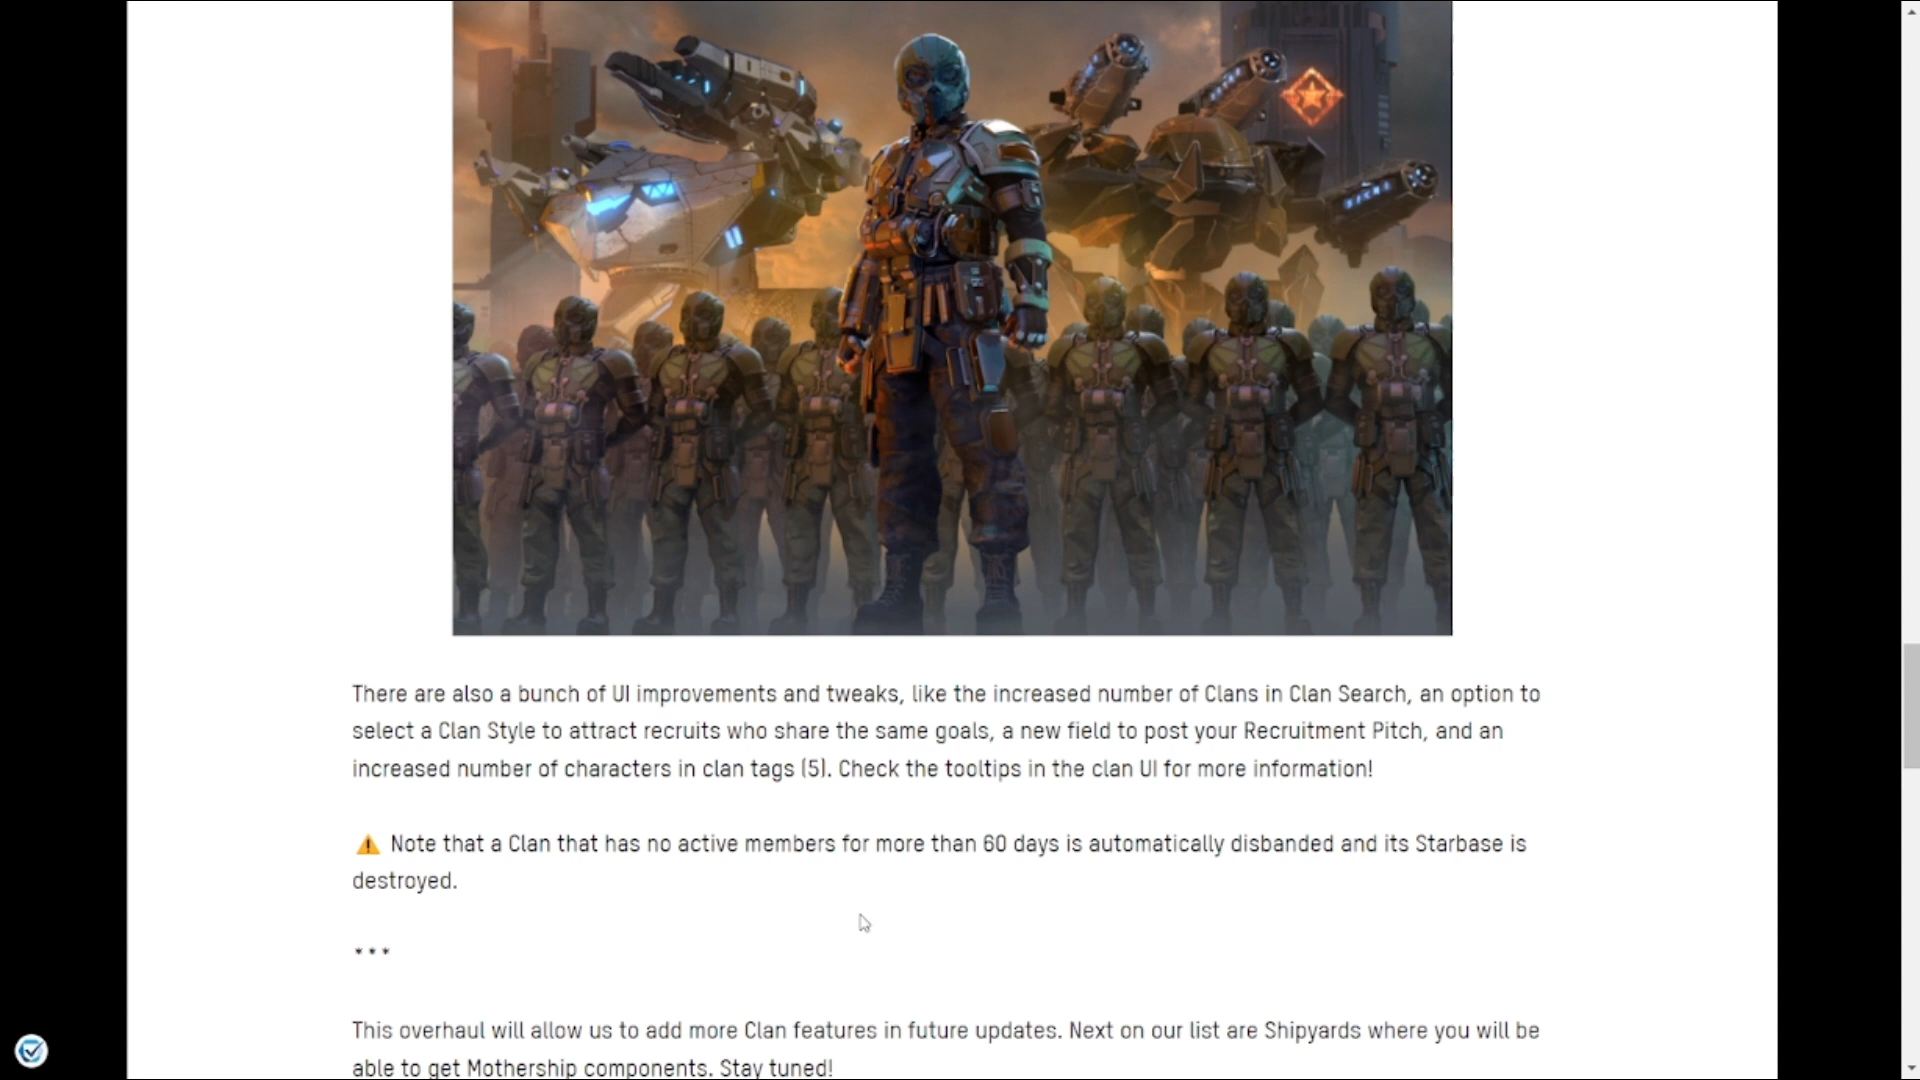 There are also a bunch of UI improvements and tweaks, like the increased number of Clans in Clan Search, an option to
select a Clan Style to attract recruits who share the same goals, a new field to post your Recruitment Pitch, and an
increased number of characters in clan tags (5). Check the tooltips in the clan UI for more information!
⚠ Note that a Clan that has no active members for more than 60 days is automatically disbanded and its Starbase is
destroyed.
***
This overhaul will allow us to add more Clan features in future updates. Next on our list are Shipyards where you will be
able to get Mothership components. Stay tuned!